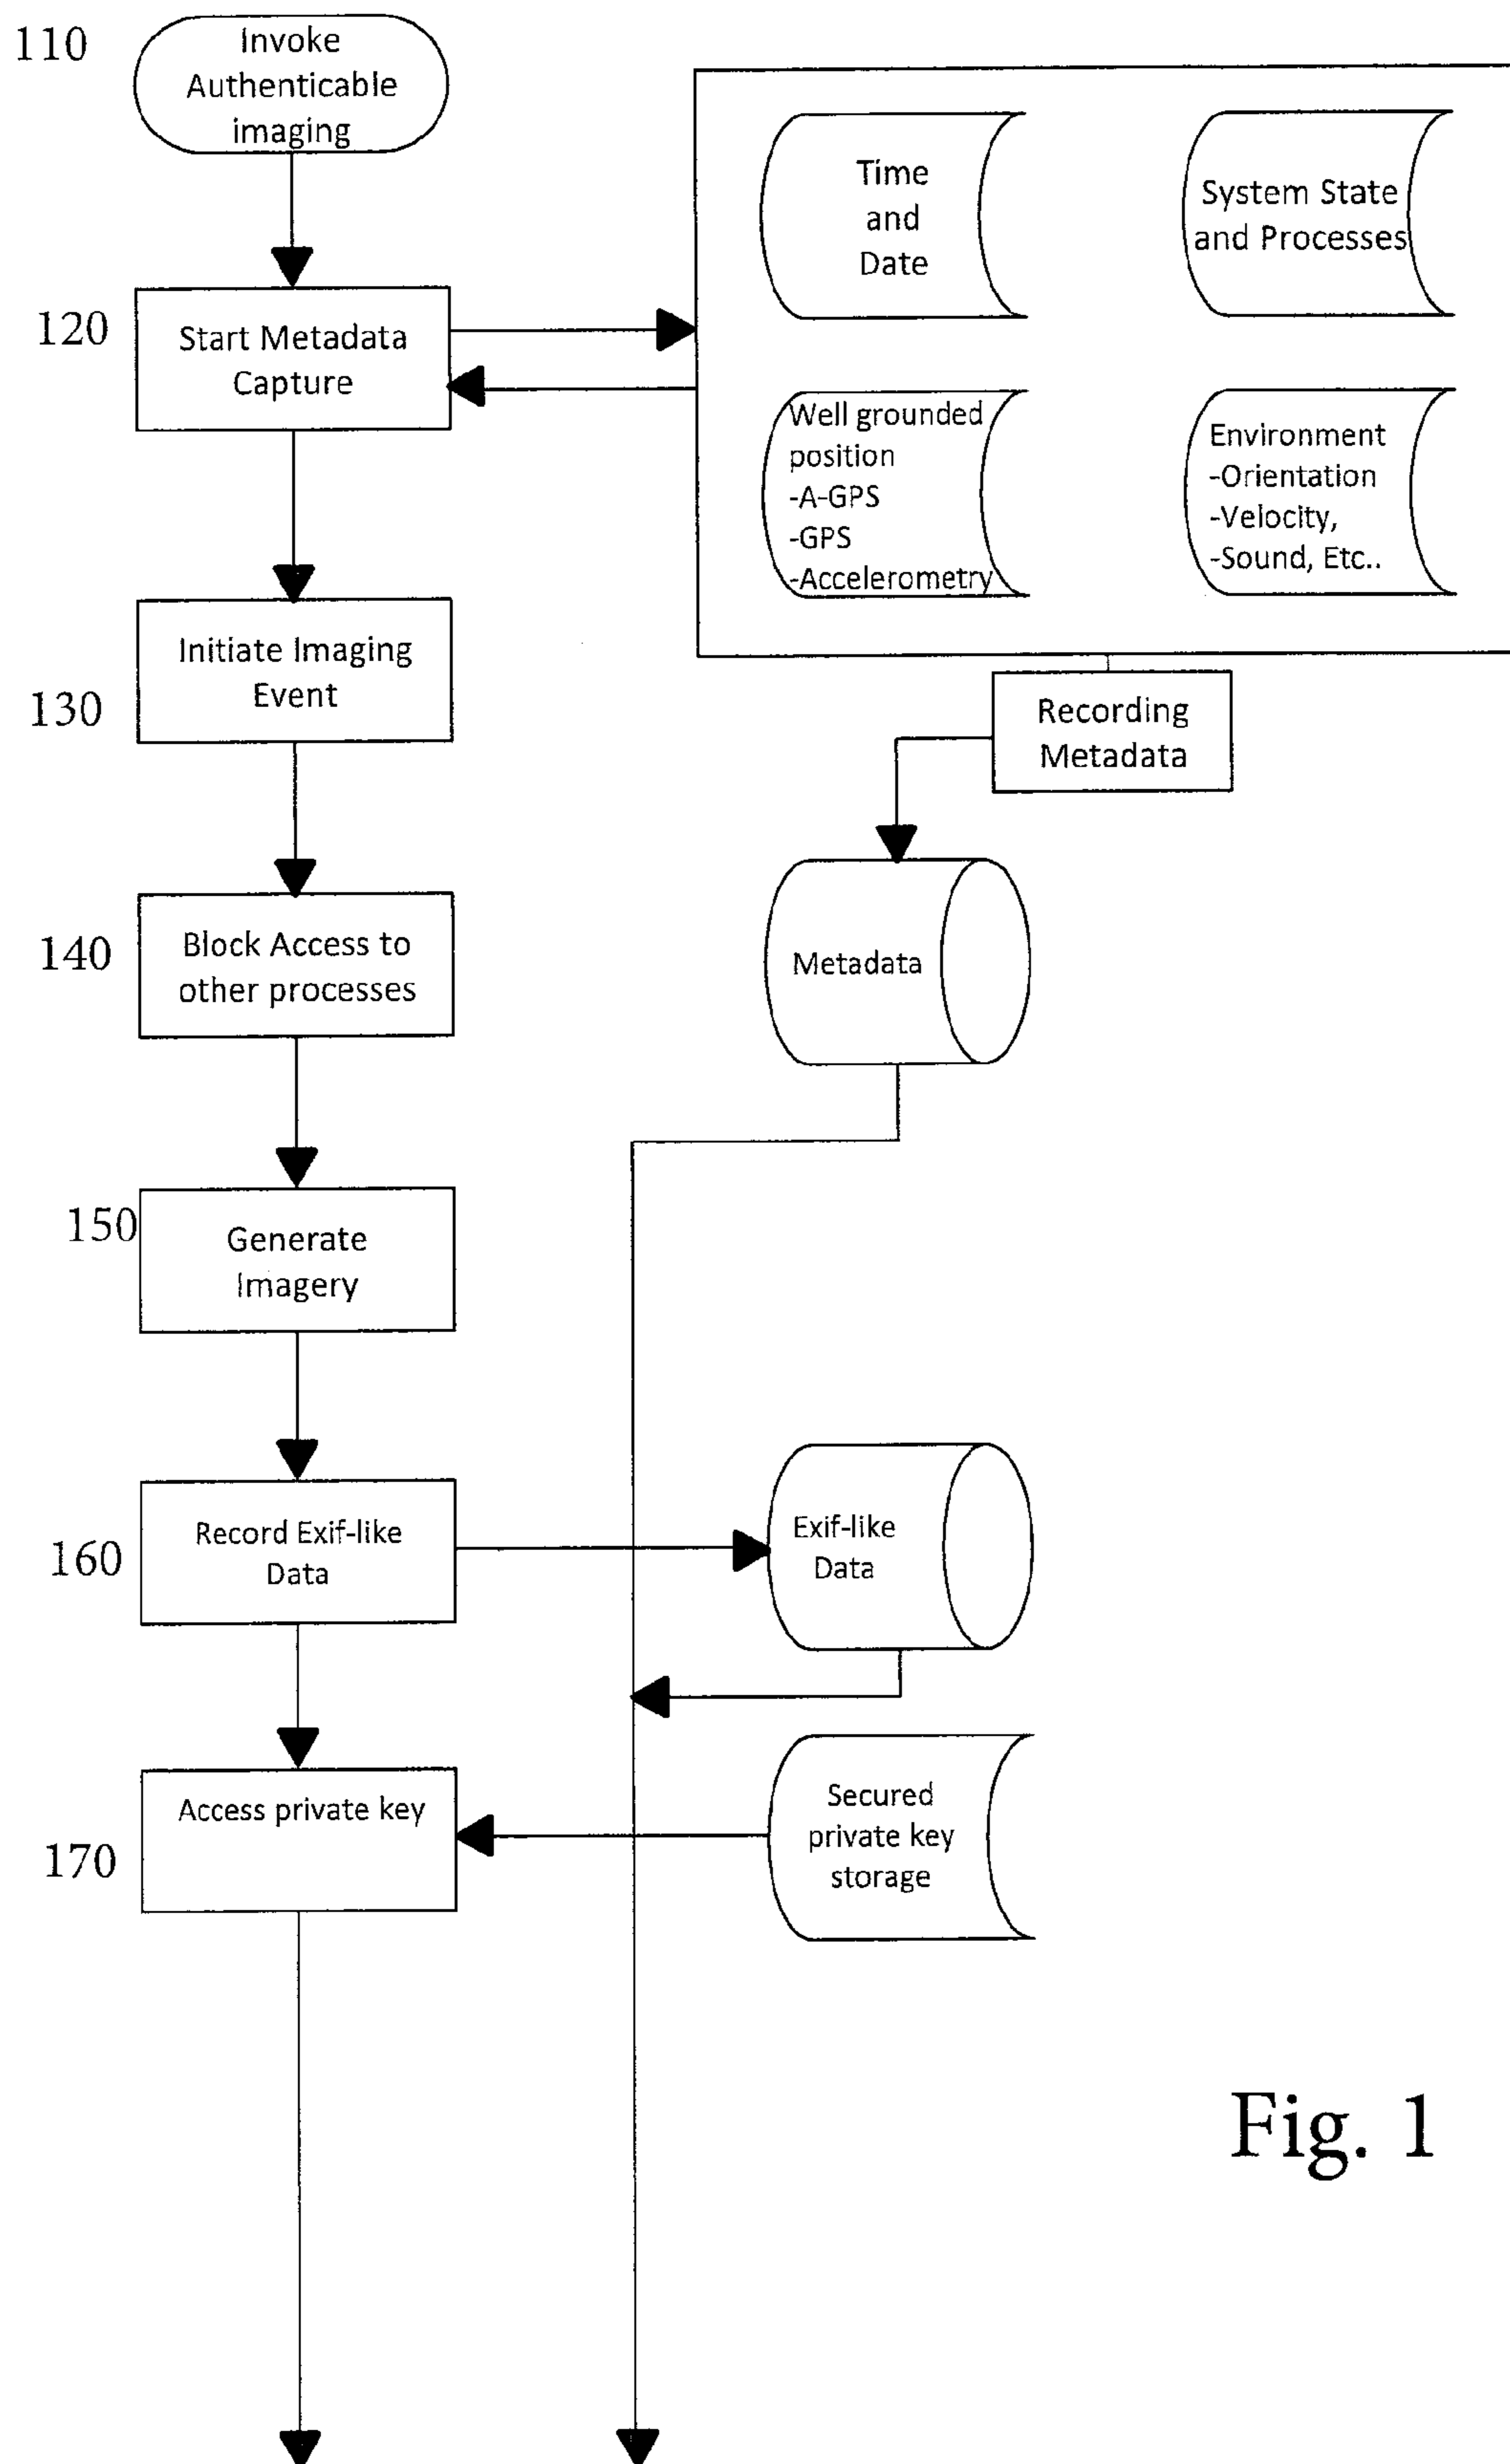 110
Invoke
Authenticable
imaging
Time
and
Date
System State
and Processes
120
Start Metadata
Capture
Well grounded
position
-A-GPS
-GPS
-Accelerometry
Environment
-Orientation
-Velocity,
-Sound, Etc..
130
Initiate Imaging
Event
Recording
Metadata
140
Block Access to
other processes
Metadata
150
Generate
Imagery
160
Record Exif-like
Data
Exif-like
Data
170
Access private key
Secured
private key
storage
Fig. 1